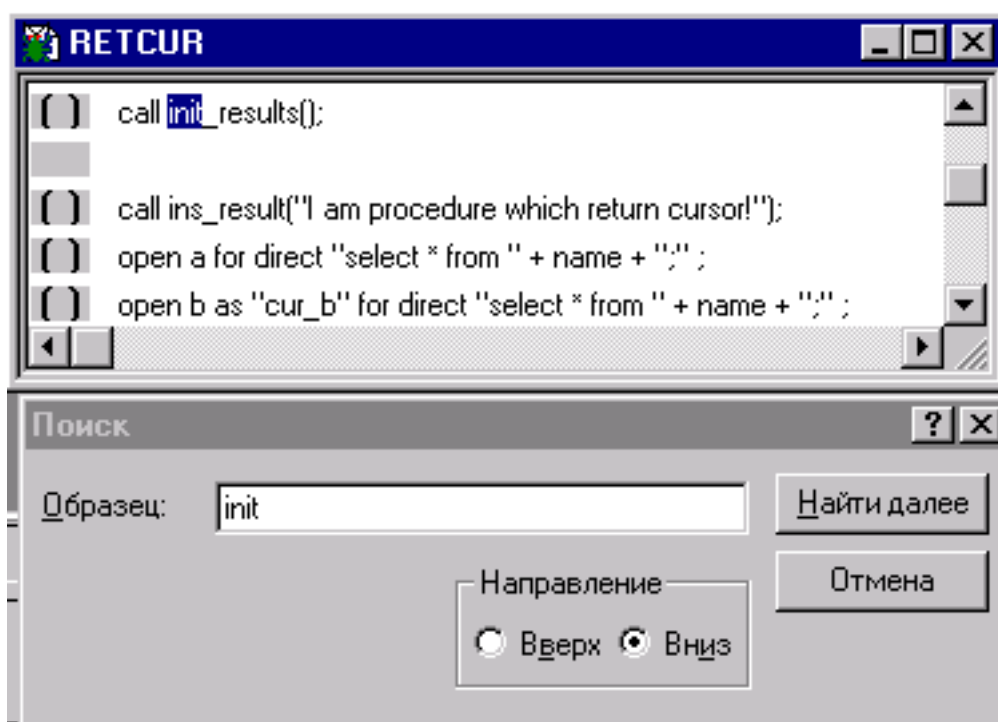 RETCUR
( ) call init_results();
( ) call ins_result("I am procedure which return cursor!");
( ) open a for direct "select * from " + name + ";" ;
( ) open b as "cur_b" for direct "select * from " + name + ";" ;
Поиск ?
Образец: init Найти далее
Отмена
Направление
Вверх Вниз